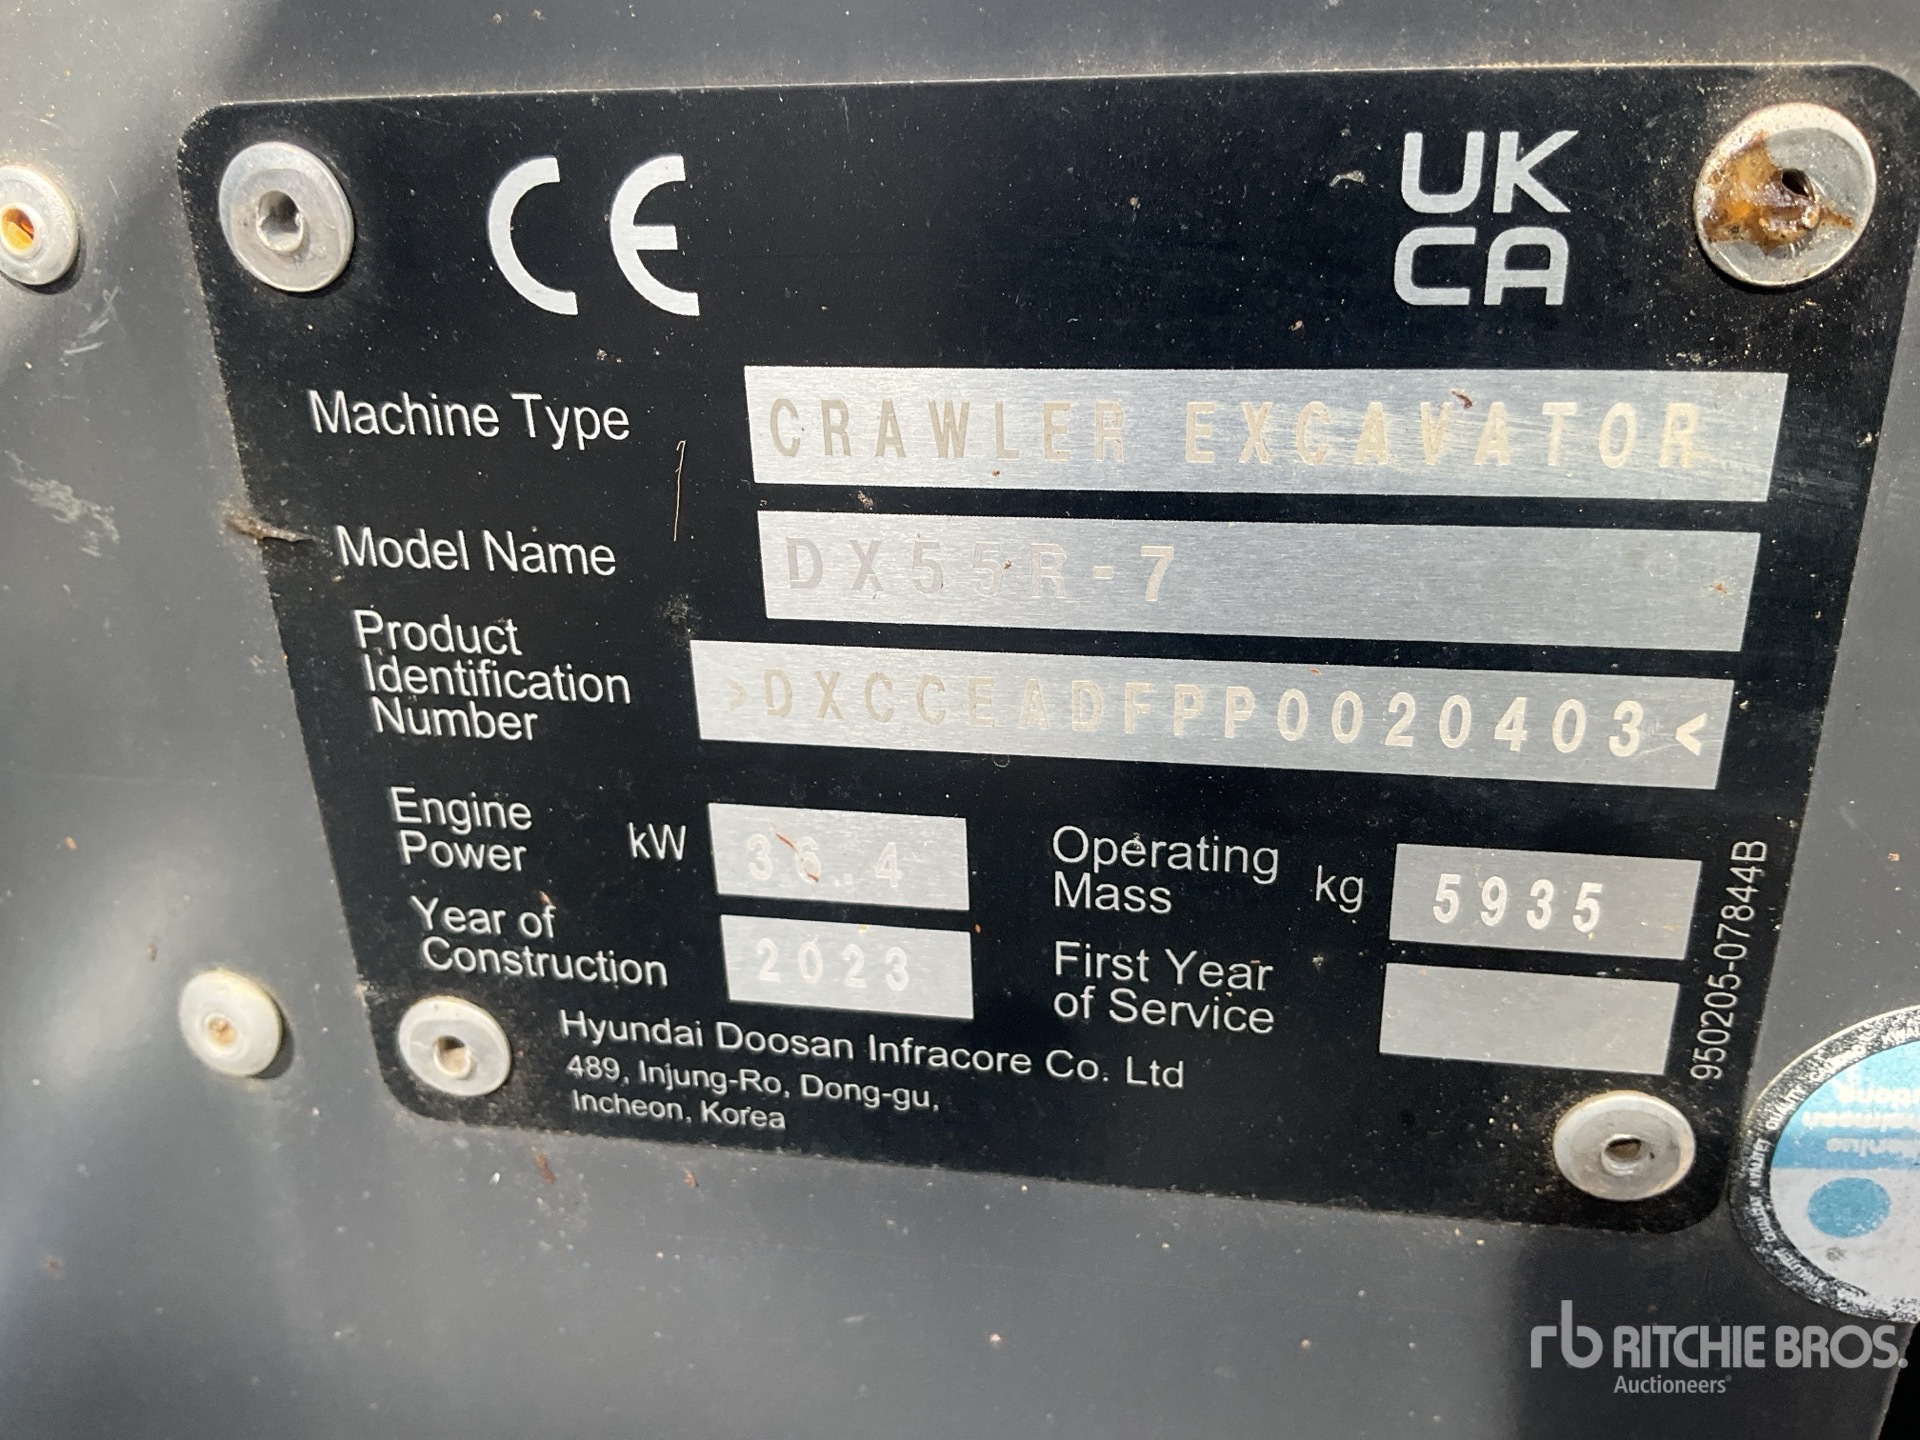 CE
UK
CA
Machine Type CRAWLER EXCAVATOR
Model Name DX55R-7
Product
Identification
Number >DXCCEADFPP0020403<
Engine
Power kW 36.4
Operating
Mass kg 5935
Year of
Construction 2023
First Year
of Service
Hyundai Doosan Infracore Co. Ltd
489, Injung-Ro, Dong-gu,
Incheon, Korea
950205-07844B
rb RITCHIE BROS.
Auctioneers®